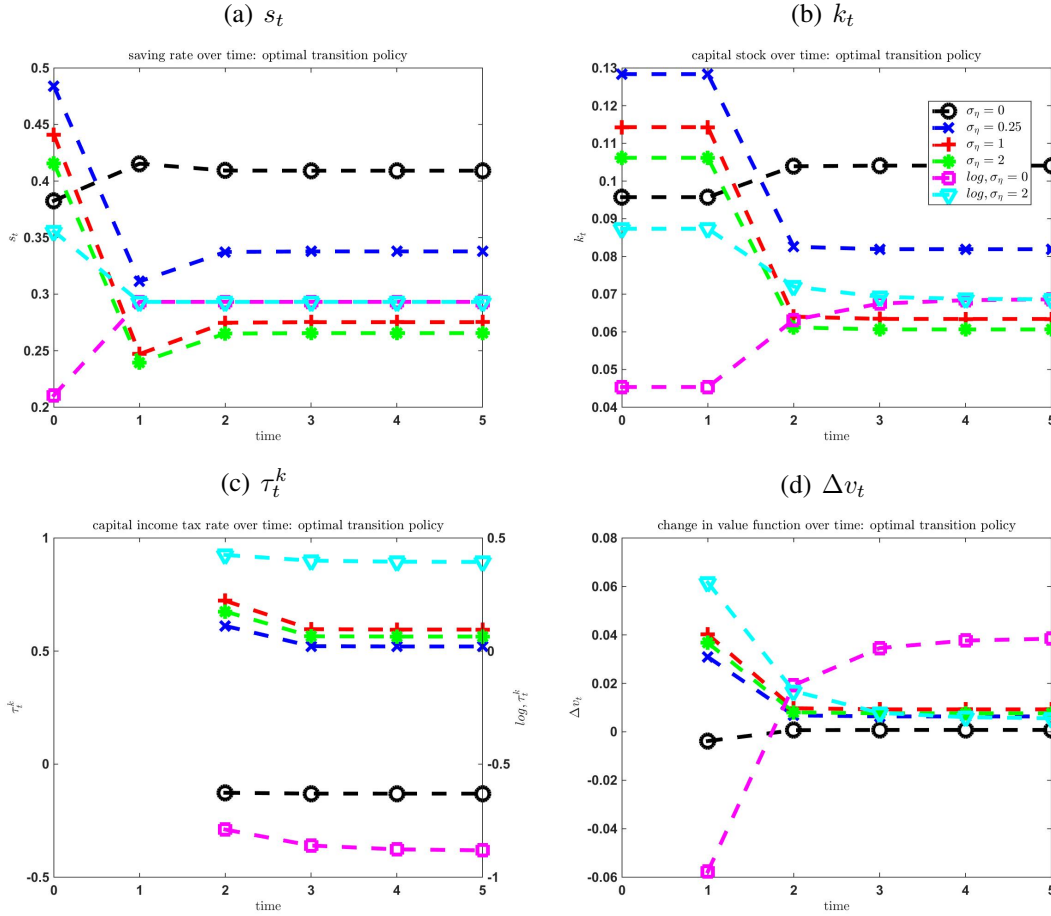 (a) s_t
saving rate over time: optimal transition policy
0.5
0.45
0.4
0.35
0.3
0.25
0.2
s_t
0 1 2 3 4 5
time
(b) k_t
capital stock over time: optimal transition policy
0.13
0.12
0.11
0.1
0.09
0.08
0.07
0.06
0.05
0.04
k_t
σ_η = 0
σ_η = 0.25
σ_η = 1
σ_η = 2
log, σ_η = 0
log, σ_η = 2
0 1 2 3 4 5
time
(c) τ_t^k
capital income tax rate over time: optimal transition policy
1
0.5
0
-0.5
τ_t^k
0.5
0
-0.5
-1
log, τ_t^k
0 1 2 3 4 5
time
(d) Δv_t
change in value function over time: optimal transition policy
0.08
0.06
0.04
0.02
0
-0.02
-0.04
-0.06
Δv_t
0 1 2 3 4 5
time